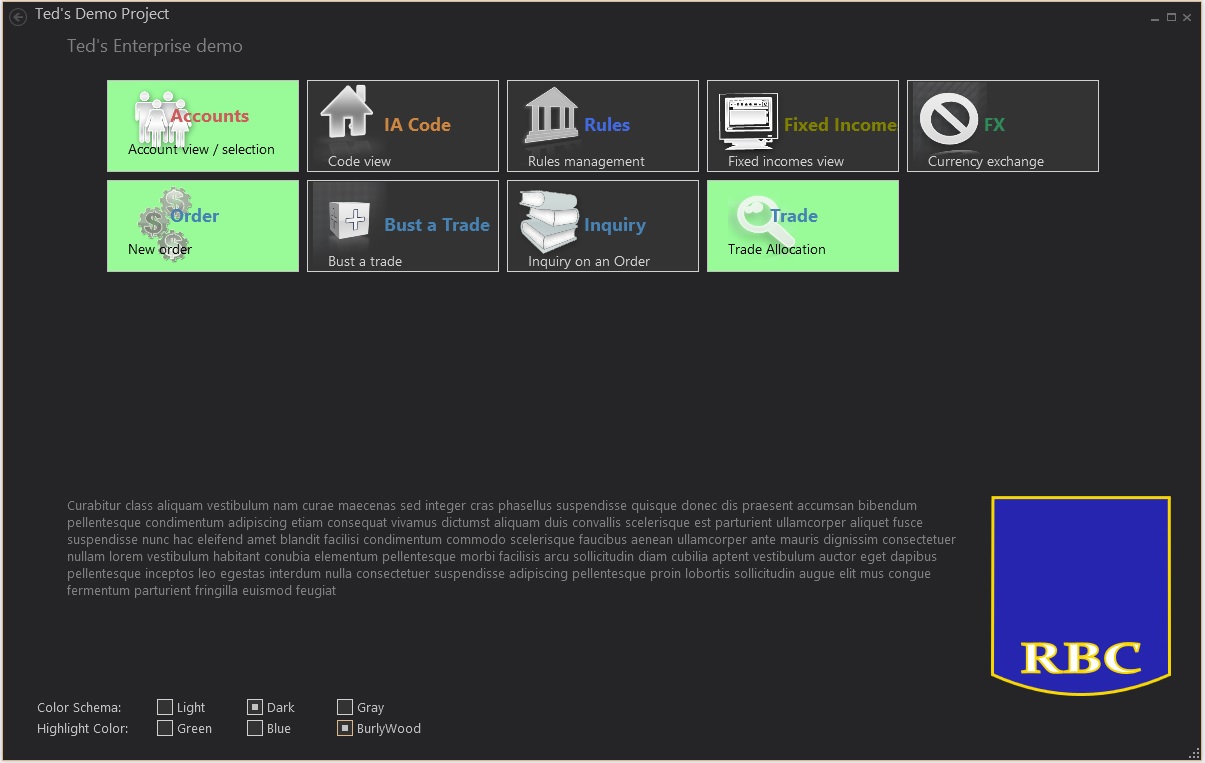 Ted's Demo Project
Ted's Enterprise demo
Accounts
Account view / selection
IA Code
Code view
Rules
Rules management
Fixed Income
Fixed incomes view
FX
Currency exchange
$
$
$
Order
New order
Bust a Trade
Bust a trade
Inquiry
Inquiry on an Order
Trade
Trade Allocation
Curabitur class aliquam vestibulum nam curae maecenas sed integer cras phasellus suspendisse quisque donec dis praesent accumsan bibendum
pellentesque condimentum adipiscing etiam consequat vivamus dictumst aliquam duis convallis scelerisque est parturient ullamcorper aliquet fusce
suspendisse nunc hac eleifend amet blandit facilisi condimentum commodo scelerisque faucibus aenean ullamcorper ante mauris dignissim consectetuer
nullam lorem vestibulum habitant conubia elementum pellentesque morbi facilisis arcu sollicitudin diam cubilia aptent vestibulum auctor eget dapibus
pellentesque inceptos leo egestas interdum nulla consectetuer suspendisse adipiscing pellentesque proin lobortis sollicitudin augue elit mus congue
fermentum parturient fringilla euismod feugiat
RBC
Color Schema: Light Dark Gray
Highlight Color: Green Blue BurlyWood